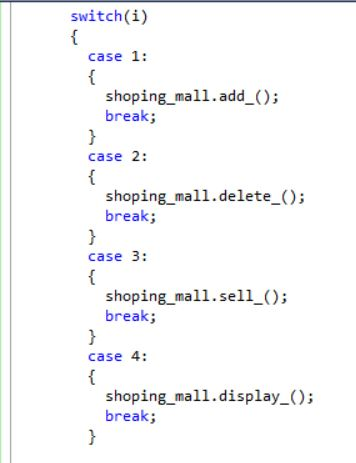 switch(i)
{
case 1:
{
shoping_mall.add_();
break;
}
case 2:
{
shoping_mall.delete_();
break;
}
case 3:
{
shoping_mall.sell_();
break;
}
case 4:
{
shoping_mall.display_();
break;
}